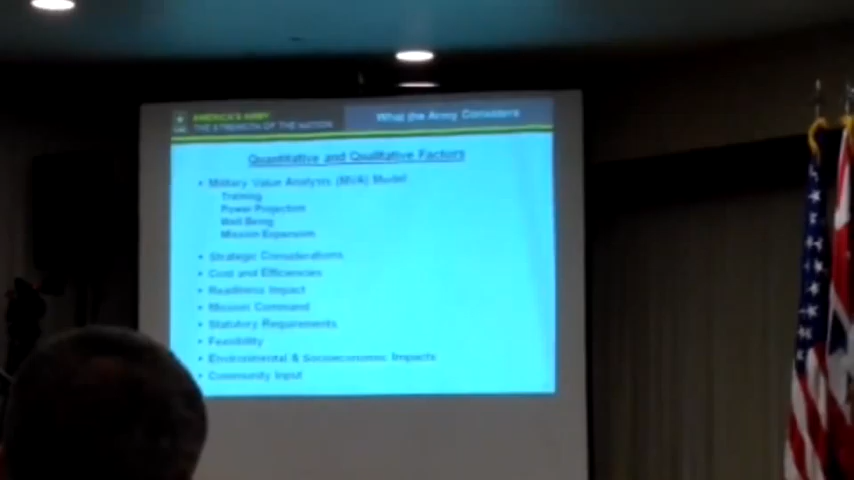 AMERICA'S ARMY
THE STRENGTH OF THE NATION
What the Army Considers
Quantitative and Qualitative Factors
• Military Value Analysis (MVA) Model
Training
Power Projection
Well Being
Mission Expansion
• Strategic Considerations
• Cost and Efficiencies
• Readiness Impact
• Mission Command
• Statutory Requirements
• Feasibility
• Environmental & Socioeconomic Impacts
• Community Input